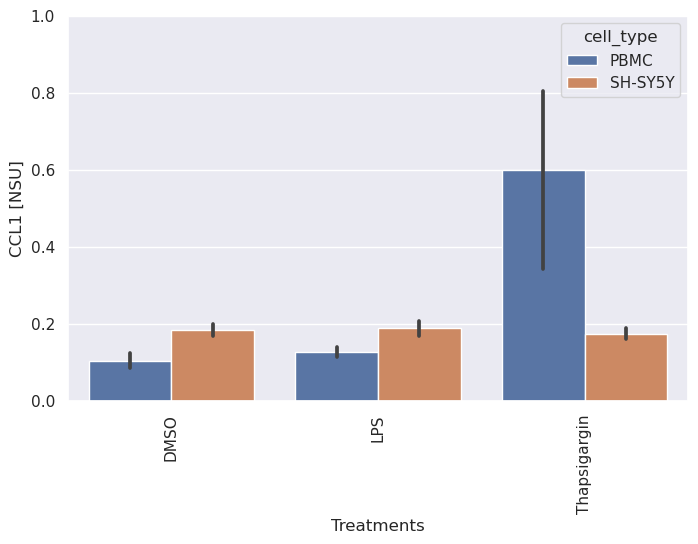 1.0
0.8
0.6
0.4
0.2
0.0
CCL1 [NSU]
cell_type
PBMC
SH-SY5Y
DMSO
LPS
Thapsigargin
Treatments